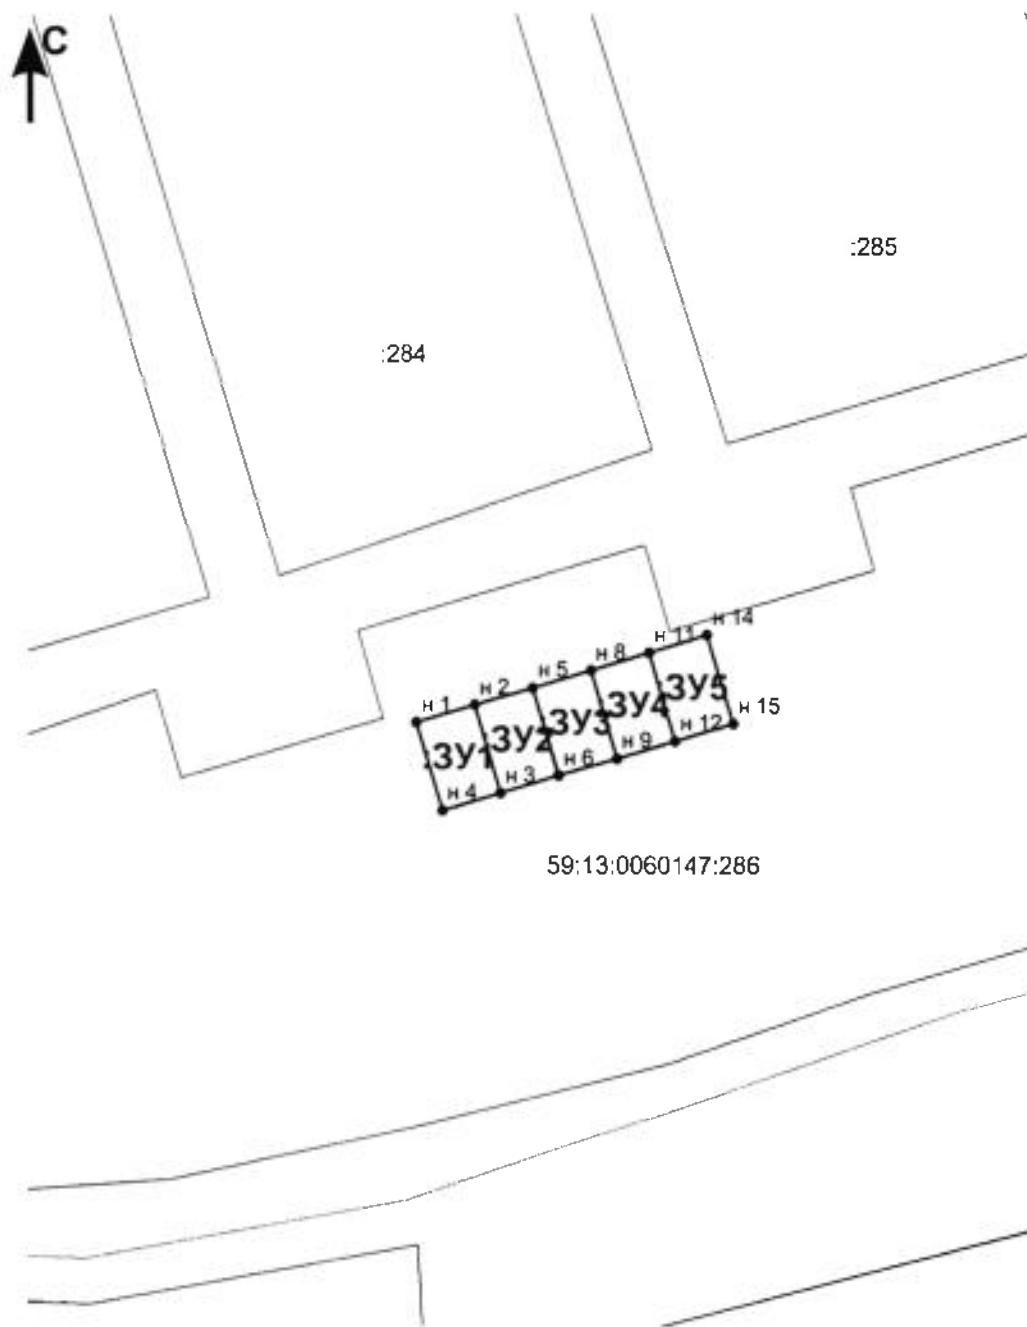 С
:285
:284
н 14
н 11
н 8
н 5
н 2
н 1
:ЗУ1
ЗУ2
ЗУ3
ЗУ4
ЗУ5
н 15
н 12
н 9
н 6
н 3
н 4
59:13:0060147:286